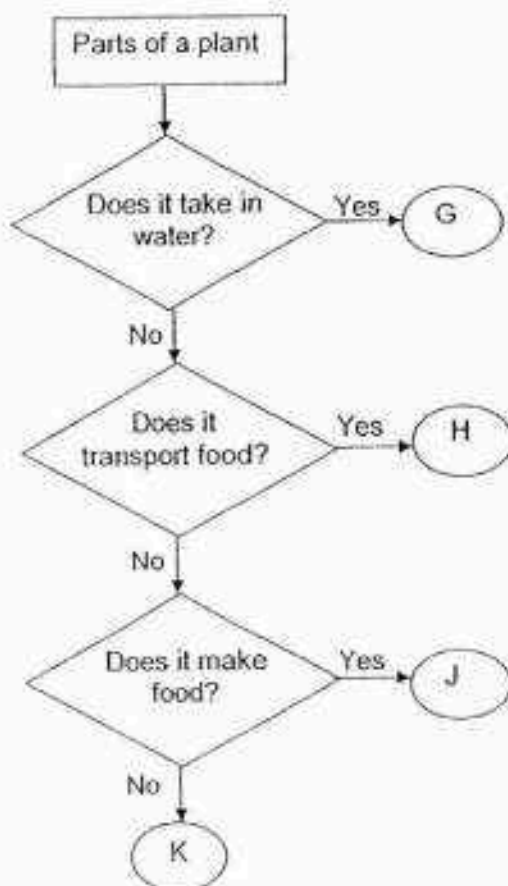 Parts of a plant
Does it take in
water?
Yes
G
No
Does it
transport food?
Yes
H
No
Does it make
food?
Yes
J
No
K